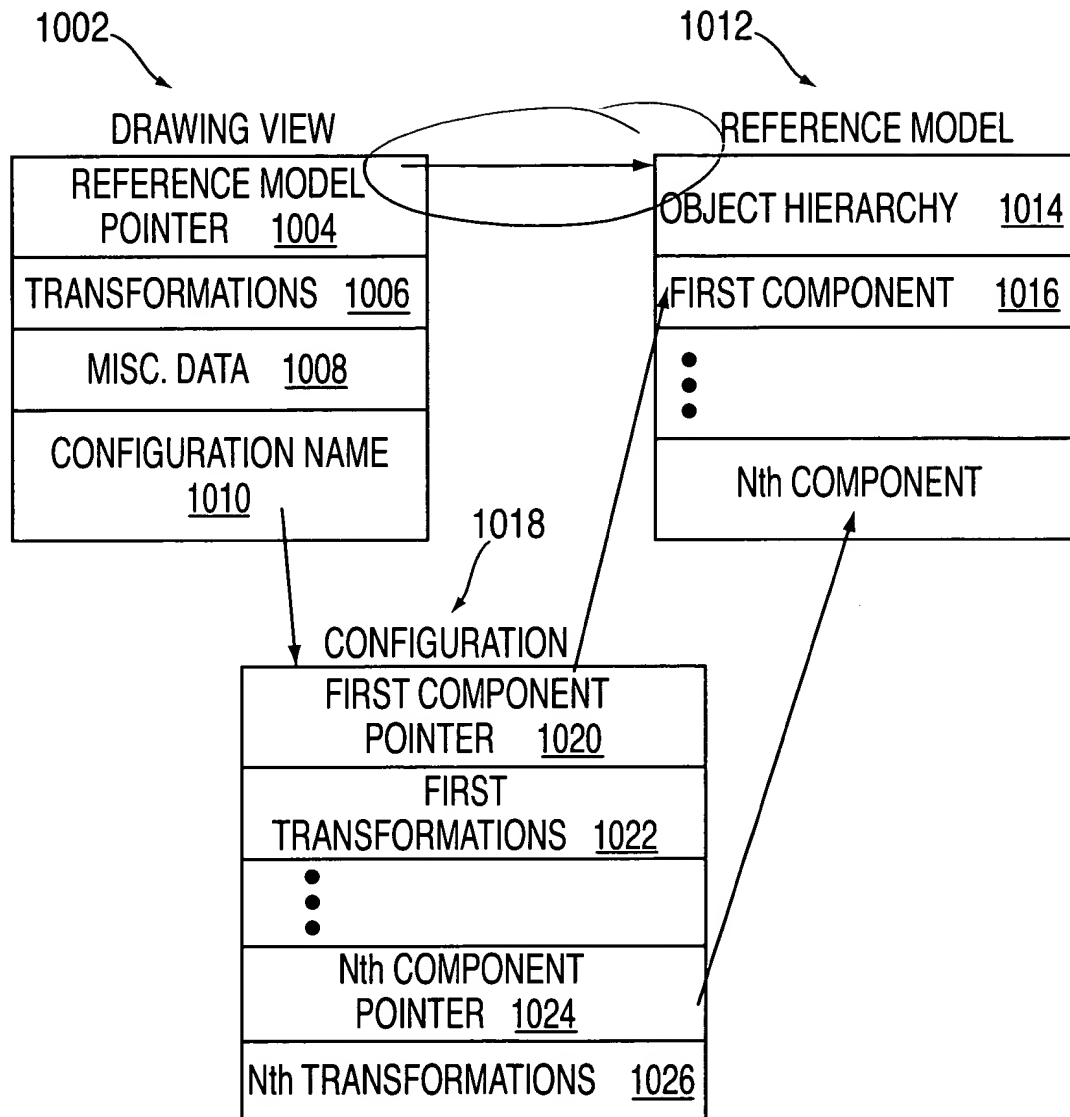 1002
1012
DRAWING VIEW
REFERENCE MODEL
REFERENCE MODEL
POINTER 1004
TRANSFORMATIONS 1006
MISC. DATA 1008
CONFIGURATION NAME
1010
OBJECT HIERARCHY 1014
FIRST COMPONENT 1016
Nth COMPONENT
1018
CONFIGURATION
FIRST COMPONENT
POINTER 1020
FIRST
TRANSFORMATIONS 1022
Nth COMPONENT
POINTER 1024
Nth TRANSFORMATIONS 1026